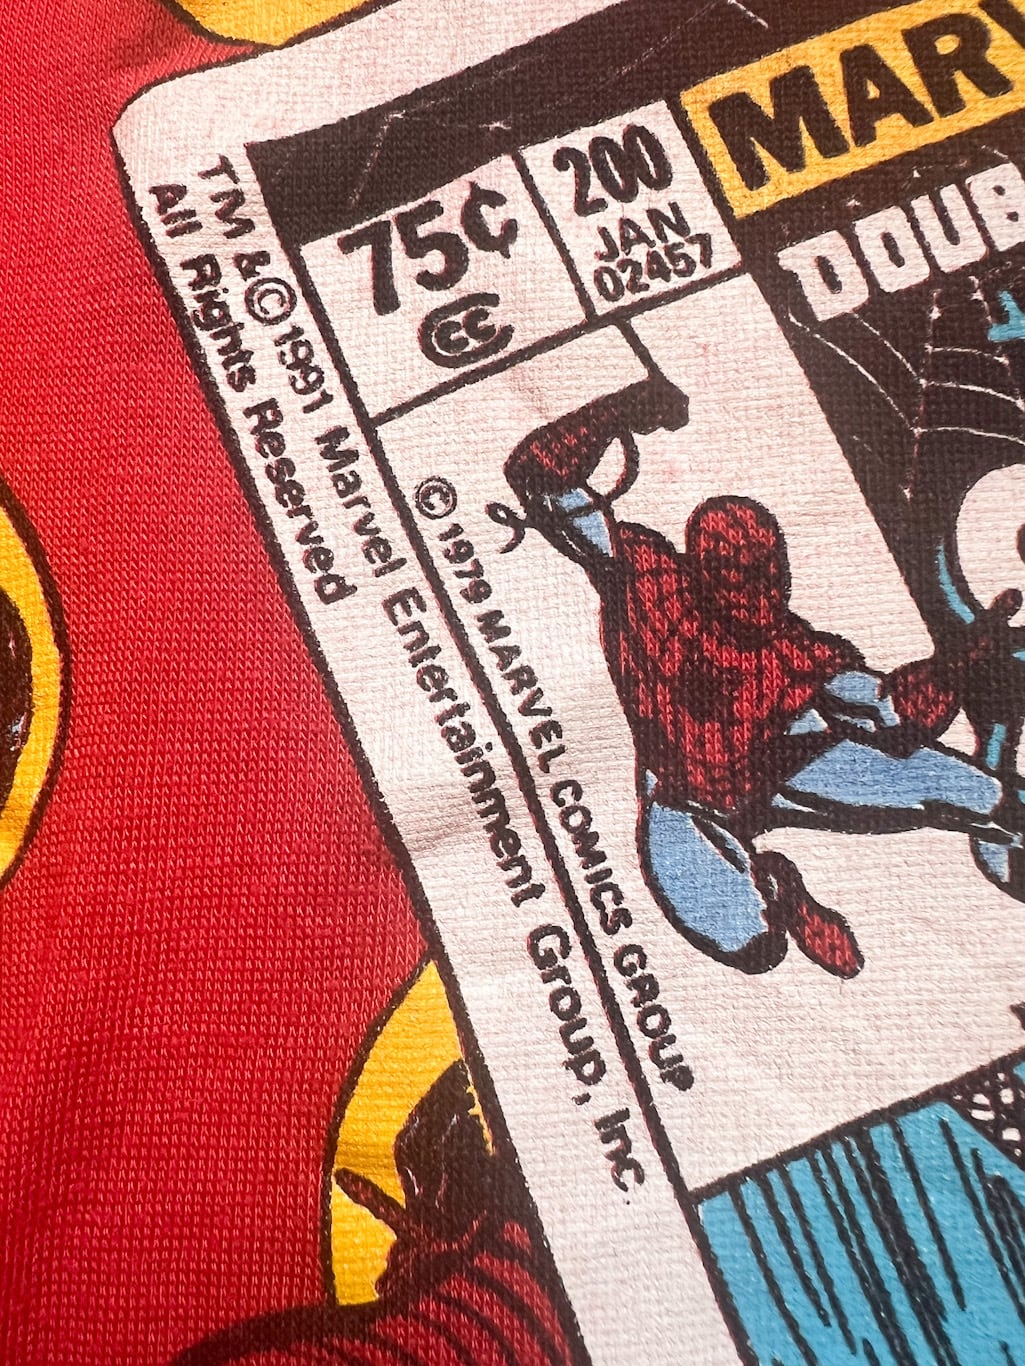 MAR
DOUB
75¢
CC
200
JAN
02457
TM & © 1991 Marvel Entertainment Group, Inc.
All Rights Reserved
© 1979 MARVEL COMICS GROUP